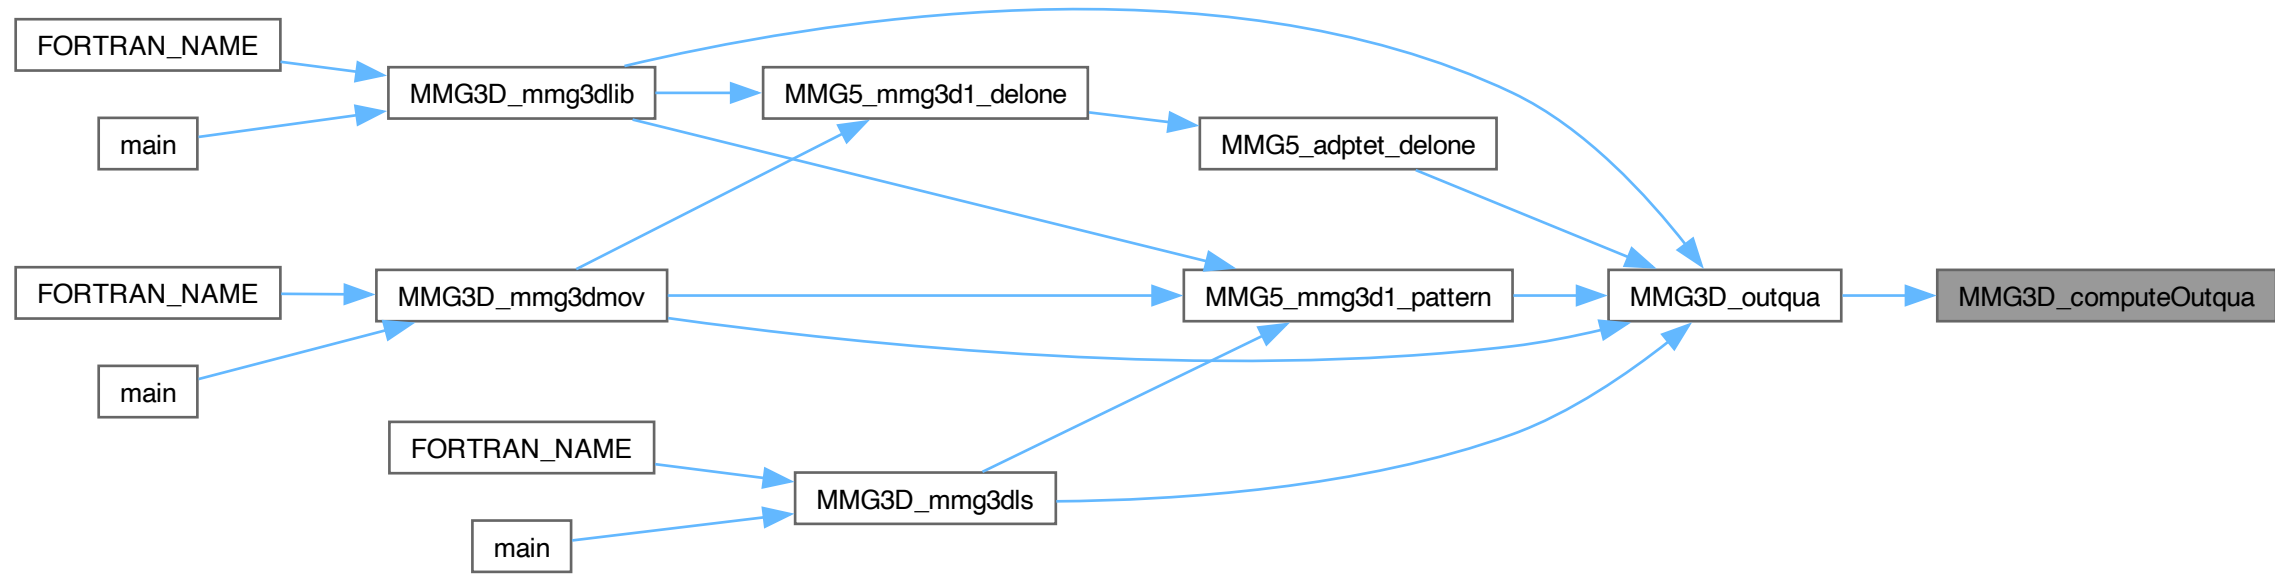 FORTRAN_NAME
MMG3D_mmg3dlib
MMG5_mmg3d1_delone
main
MMG5_adptet_delone
FORTRAN_NAME
MMG3D_mmg3dmov
MMG5_mmg3d1_pattern
MMG3D_outqua
MMG3D_computeOutqua
main
FORTRAN_NAME
MMG3D_mmg3dls
main